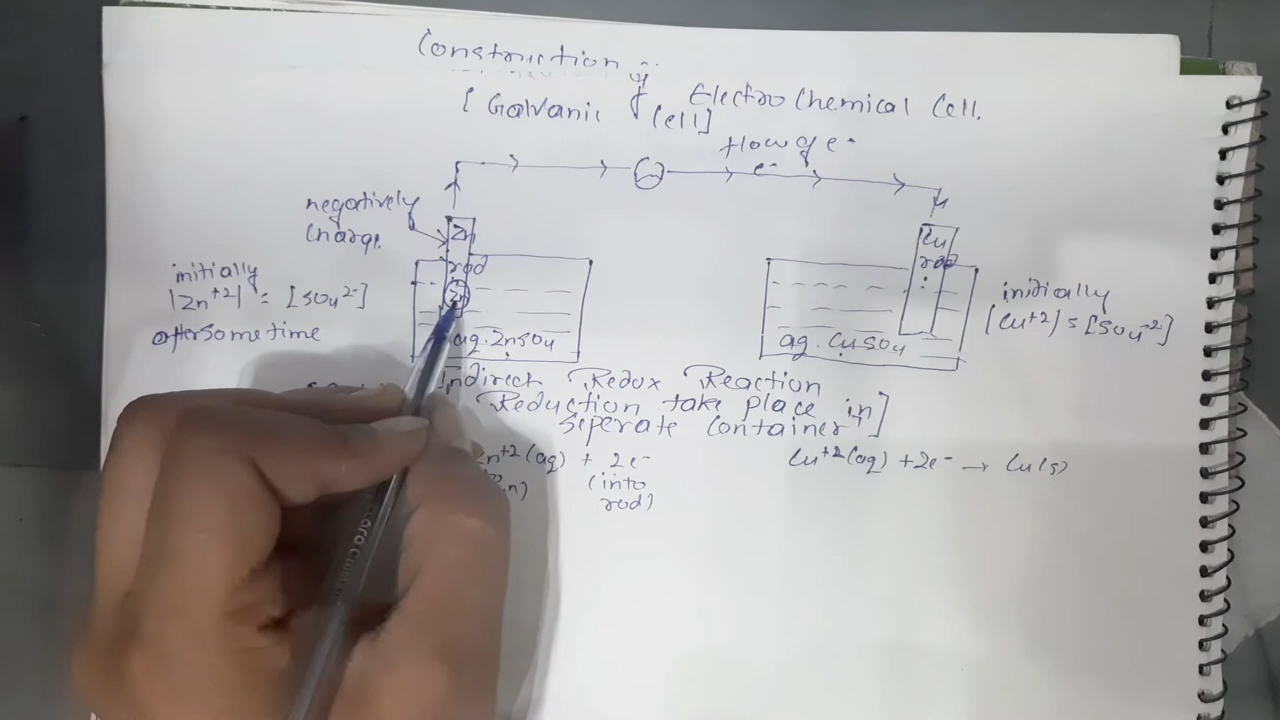 Construction of
Electro Chemical Cell.
[Galvanic Cell]
flow of e-
e-
negatively
Charge.
Zn
rod
Cu
rod
initially
|Zn+2| = [SO4 2-]
after some time
initially
[Cu+2] = [SO4-2]
aq. ZnSO4
aq. CuSO4
Indirect Redox Reaction
Reduction take place in]
seperate Container
Zn+2(aq) + 2e-
(into
rod)
Cu+2(aq) + 2e- → Cu(s)